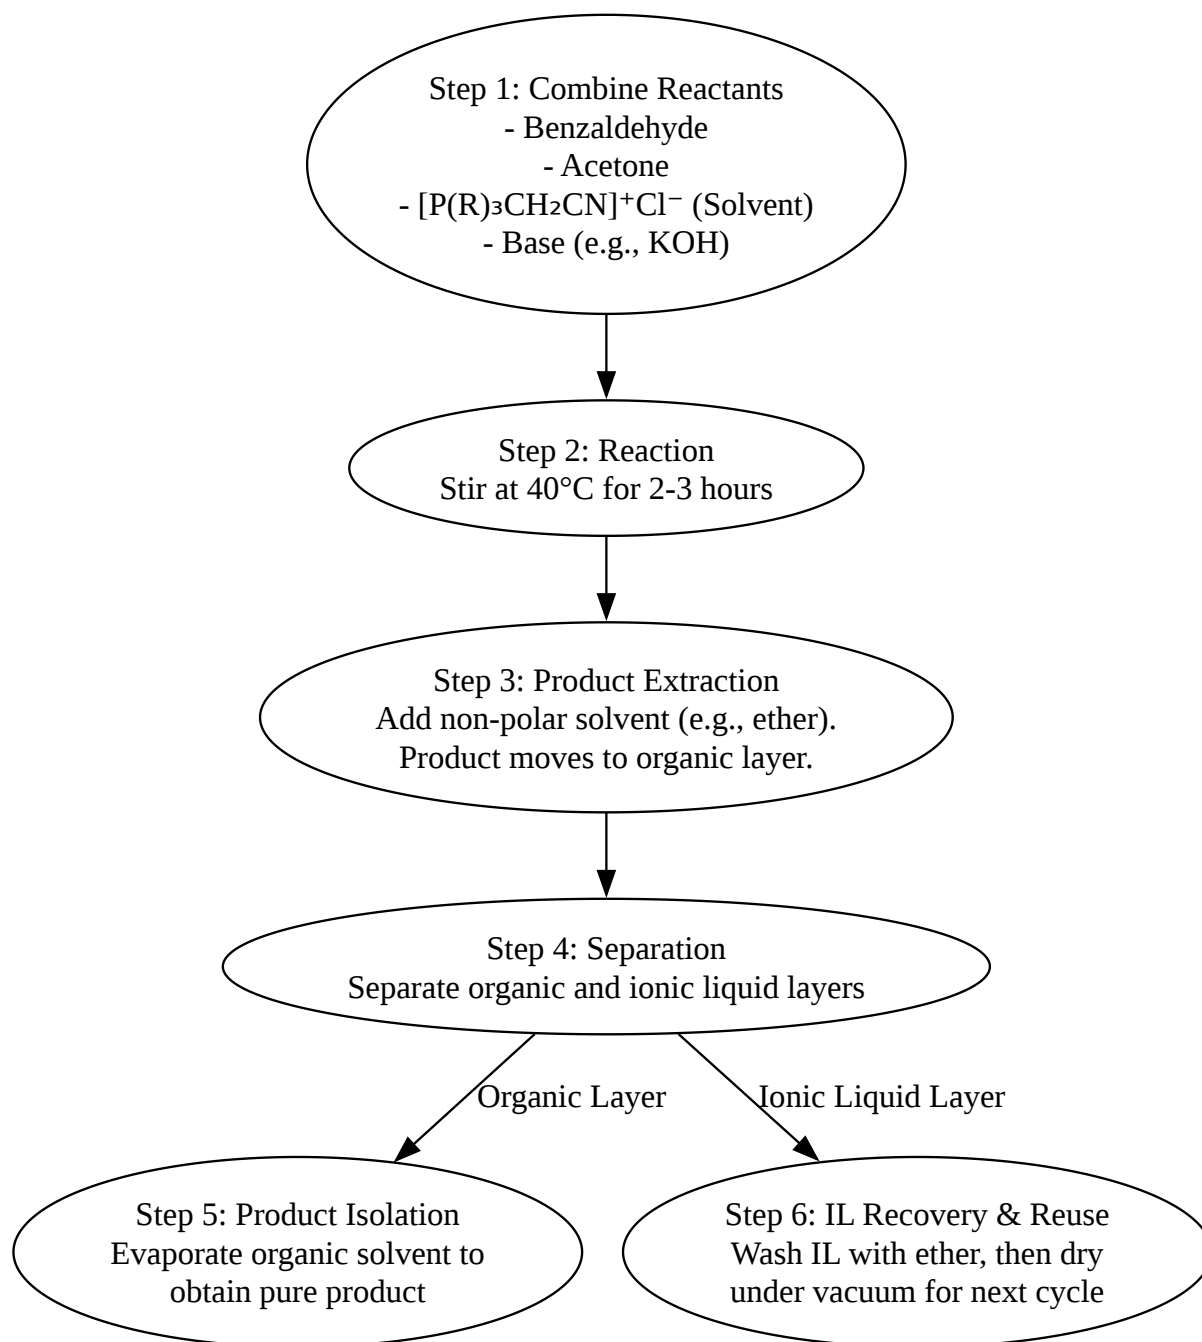 Step 1: Combine Reactants
- Benzaldehyde
- Acetone
- [P(R)₃CH₂CN]⁺Cl⁻ (Solvent)
- Base (e.g., KOH)
Step 2: Reaction
Stir at 40°C for 2-3 hours
Step 3: Product Extraction
Add non-polar solvent (e.g., ether).
Product moves to organic layer.
Step 4: Separation
Separate organic and ionic liquid layers
Organic Layer
Ionic Liquid Layer
Step 5: Product Isolation
Evaporate organic solvent to
obtain pure product
Step 6: IL Recovery & Reuse
Wash IL with ether, then dry
under vacuum for next cycle